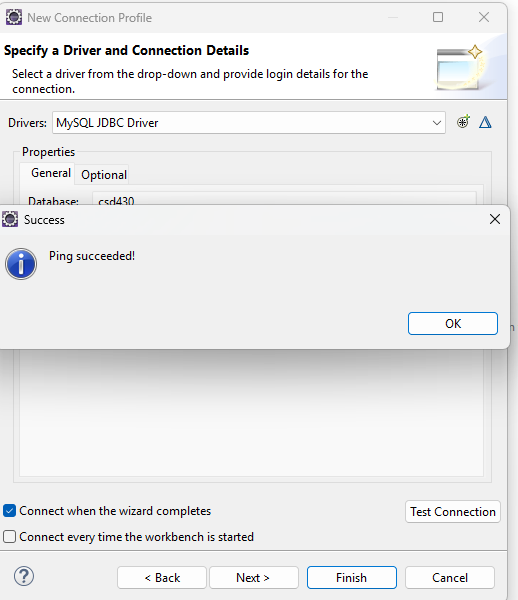 New Connection Profile
Specify a Driver and Connection Details
Select a driver from the drop-down and provide login details for the
connection.
Drivers: MySQL JDBC Driver
Properties
General Optional
Database: csd430
Success
Ping succeeded!
OK
Connect when the wizard completes
Test Connection
Connect every time the workbench is started
< Back Next > Finish Cancel